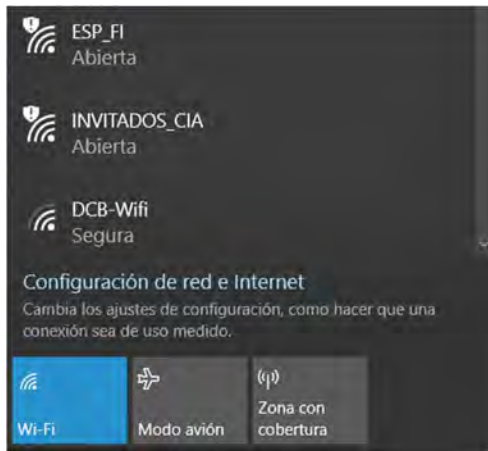 ESP_FI
Abierta
INVITADOS_CIA
Abierta
DCB-Wifi
Segura
Configuración de red e Internet
Cambia los ajustes de configuración, como hacer que una
conexión sea de uso medido.
Wi-Fi
Modo avión
Zona con
cobertura